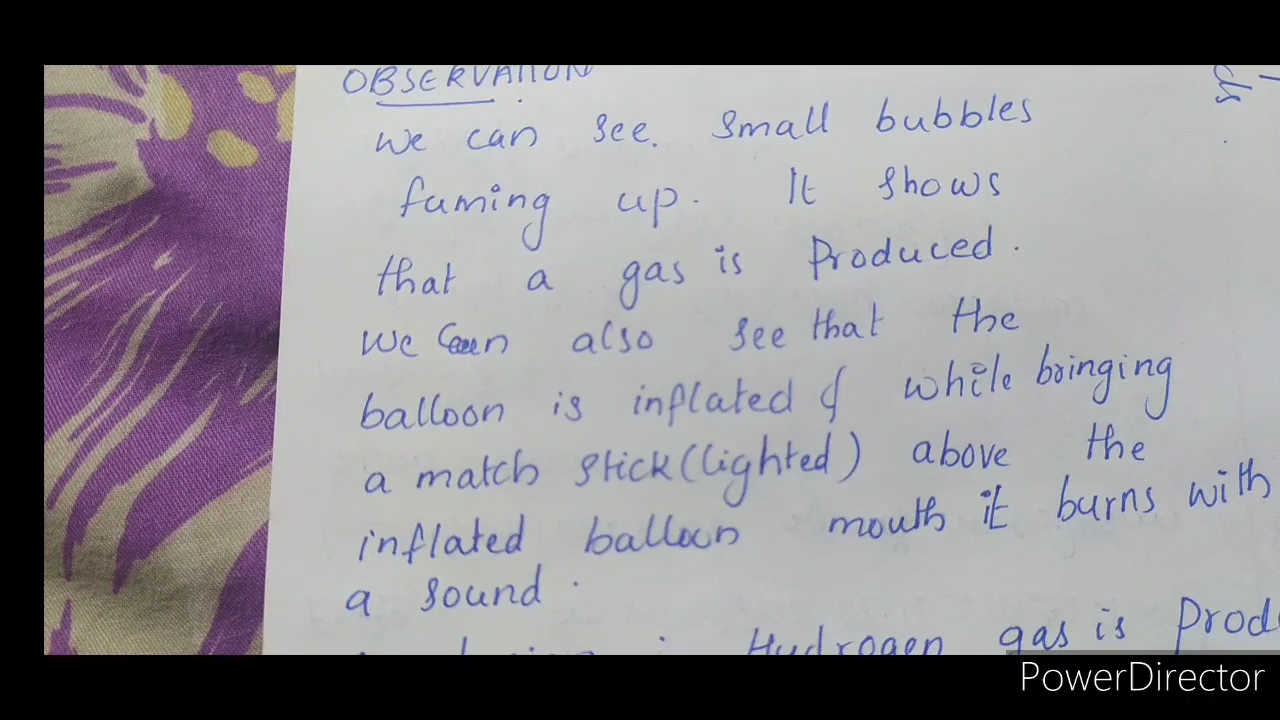 OBSERVATION
we can see. small bubbles
fuming up. It shows
that a gas is Produced.
we can also see that the
balloon is inflated & while bringing
a match stick (lighted) above the
inflated balloon mouth it burns with
a sound.
Hydrogen gas is Prod
PowerDirector